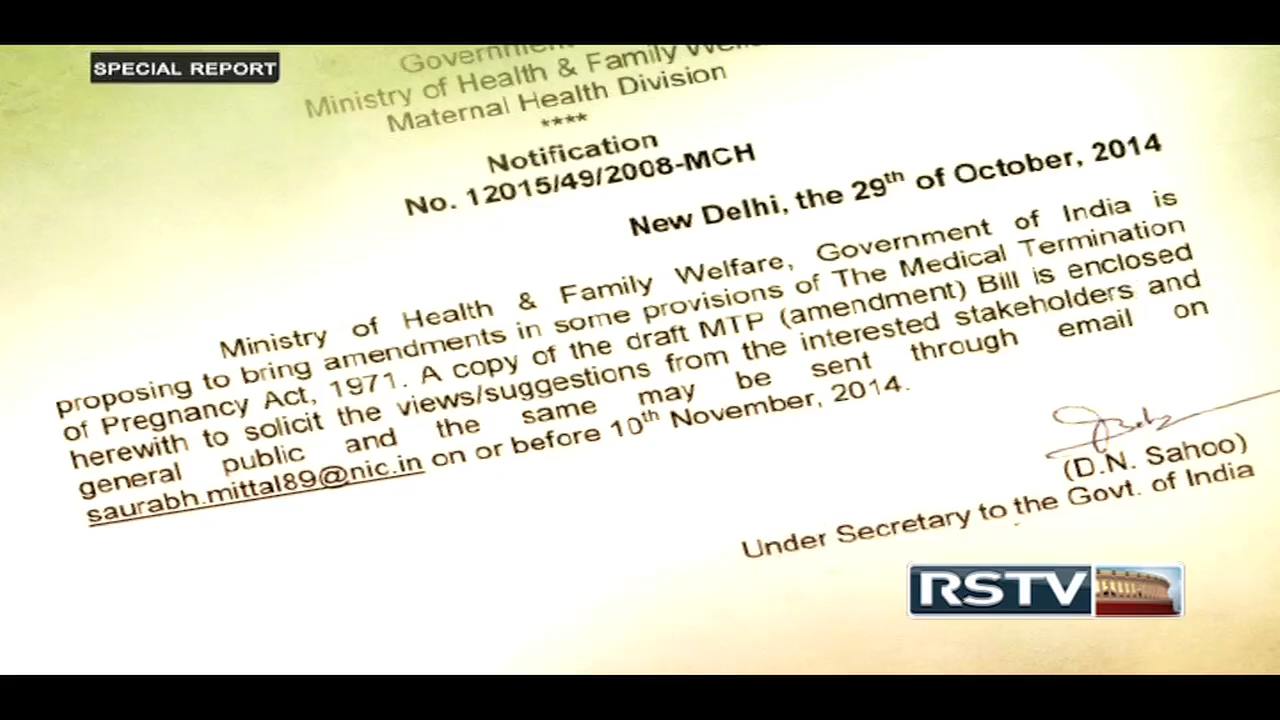 SPECIAL REPORT
Government
Ministry of Health & Family Welfare
Maternal Health Division
****
Notification
No. 12015/49/2008-MCH
New Delhi, the 29th of October, 2014
Ministry of Health & Family Welfare, Government of India is
proposing to bring amendments in some provisions of The Medical Termination
of Pregnancy Act, 1971. A copy of the draft MTP (amendment) Bill is enclosed
herewith to solicit the views/suggestions from the interested stakeholders and
general public and the same may be sent through email on
saurabh.mittal89@nic.in on or before 10th November, 2014.
(D.N. Sahoo)
Under Secretary to the Govt. of India
RSTV